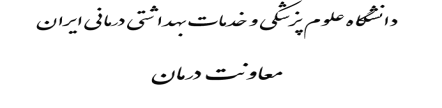 دانشگاه علوم پزشکی و خدمات بهداشتی درمانی ایران
معاونت درمان